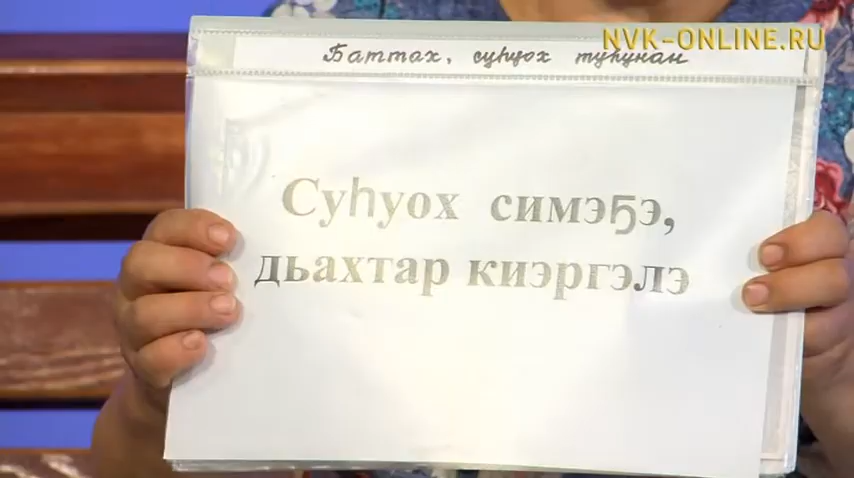 NVK-ONLINE.RU
Баттах, суһуох туһунан
Суһуох симэҕэ,
дьахтар киэргэлэ